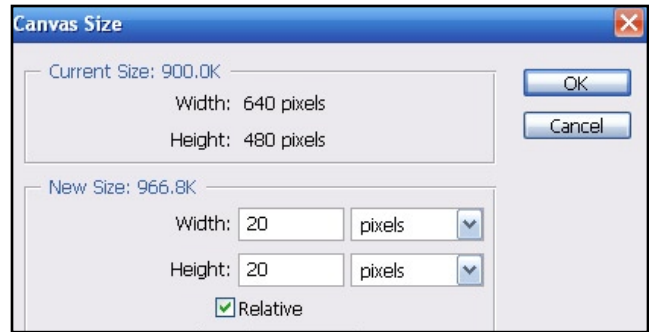 Canvas Size
Current Size: 900.0K
OK
Width: 640 pixels
Cancel
Height: 480 pixels
New Size: 966.8K
Width: 20 pixels
Height: 20 pixels
Relative